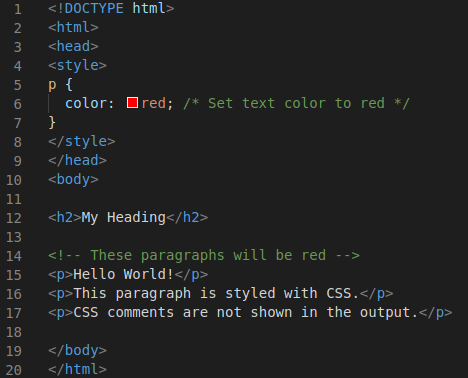 1 <!DOCTYPE html>
2 <html>
3 <head>
4 <style>
5 p {
6   color: red; /* Set text color to red */
7 }
8 </style>
9 </head>
10 <body>
11
12 <h2>My Heading</h2>
13
14 <!-- These paragraphs will be red -->
15 <p>Hello World!</p>
16 <p>This paragraph is styled with CSS.</p>
17 <p>CSS comments are not shown in the output.</p>
18
19 </body>
20 </html>